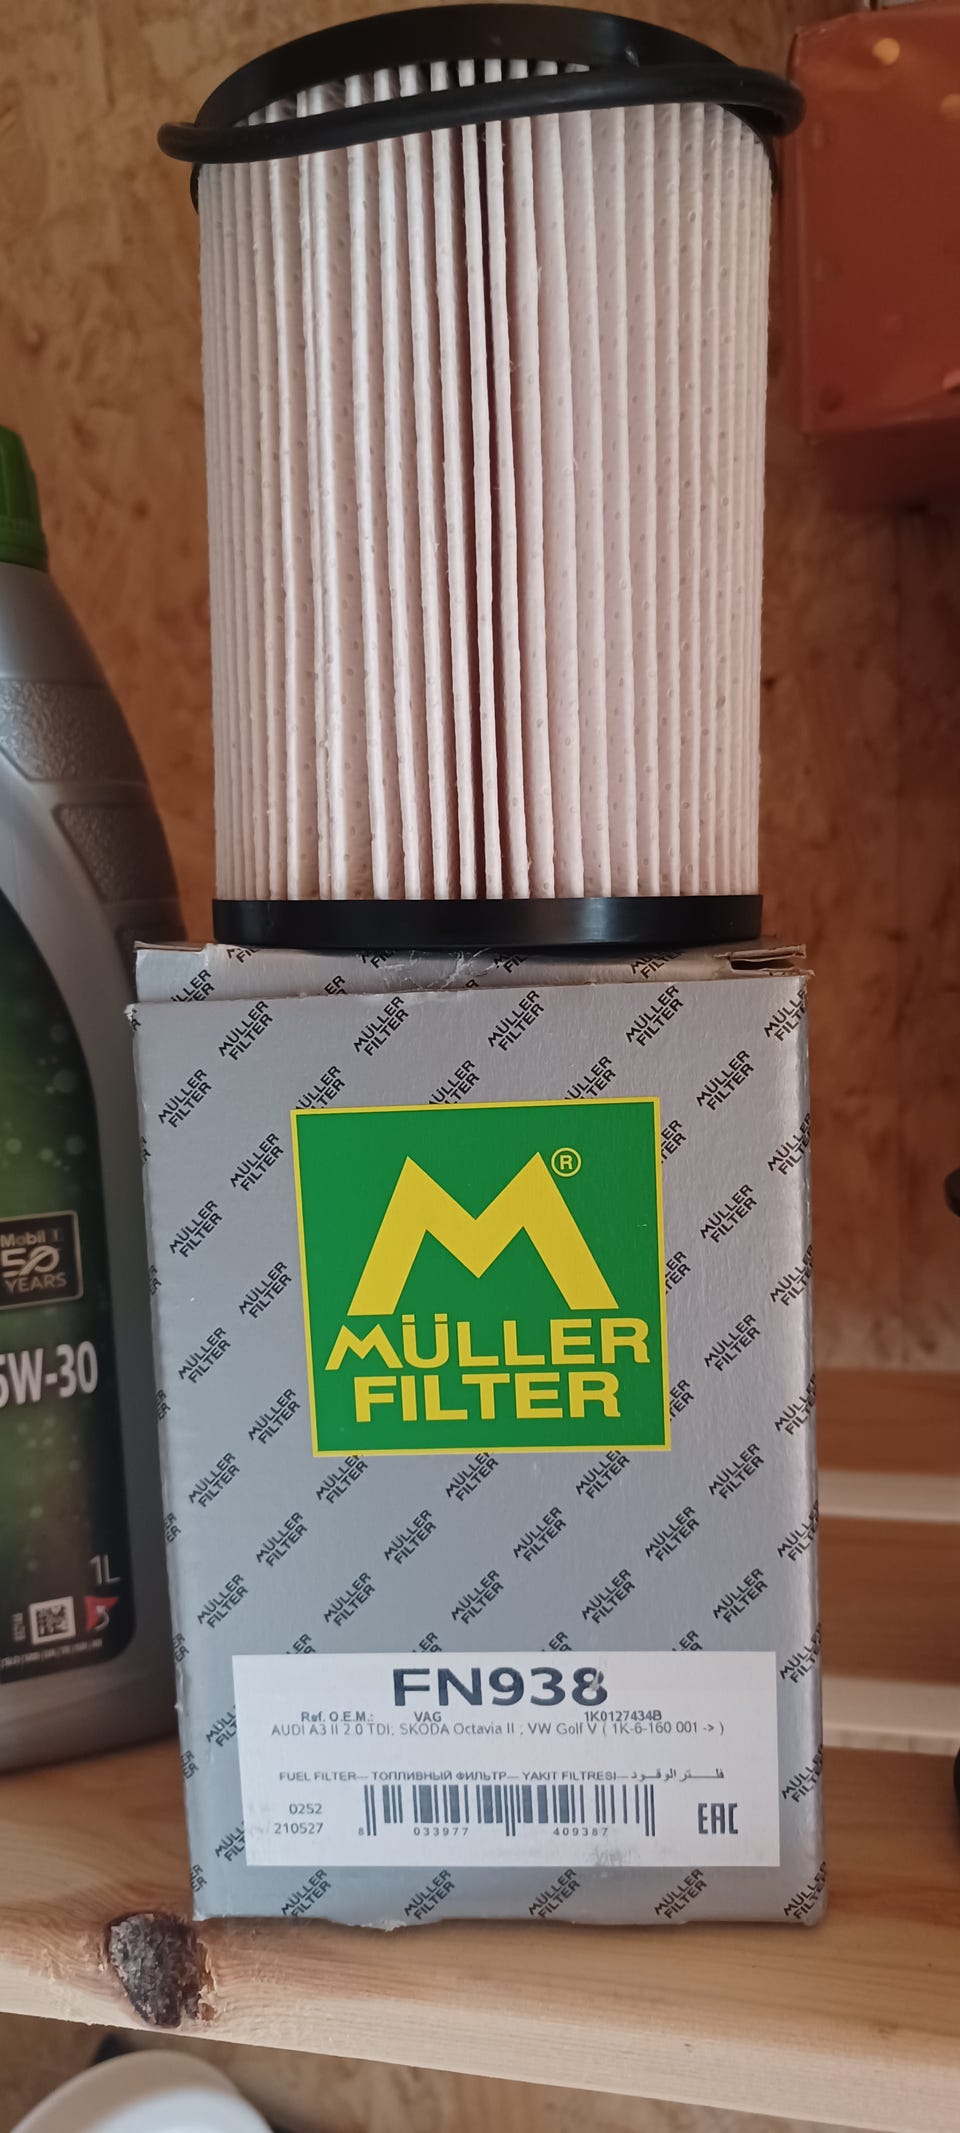 Mobil 1
50
YEARS
5W-30
1L
M®
MÜLLER
FILTER
FN938
Ref. O.E.M.: VAG 1K0127434B
AUDI A3 II 2.0 TDI; SKODA Octavia II ; VW Golf V ( 1K-6-160 001 -> )
FUEL FILTER— ТОПЛИВНЫЙ ФИЛЬТР— YAKIT FILTRESI—فلتر الوقود
0252
210527
8 033977 409387
EAC